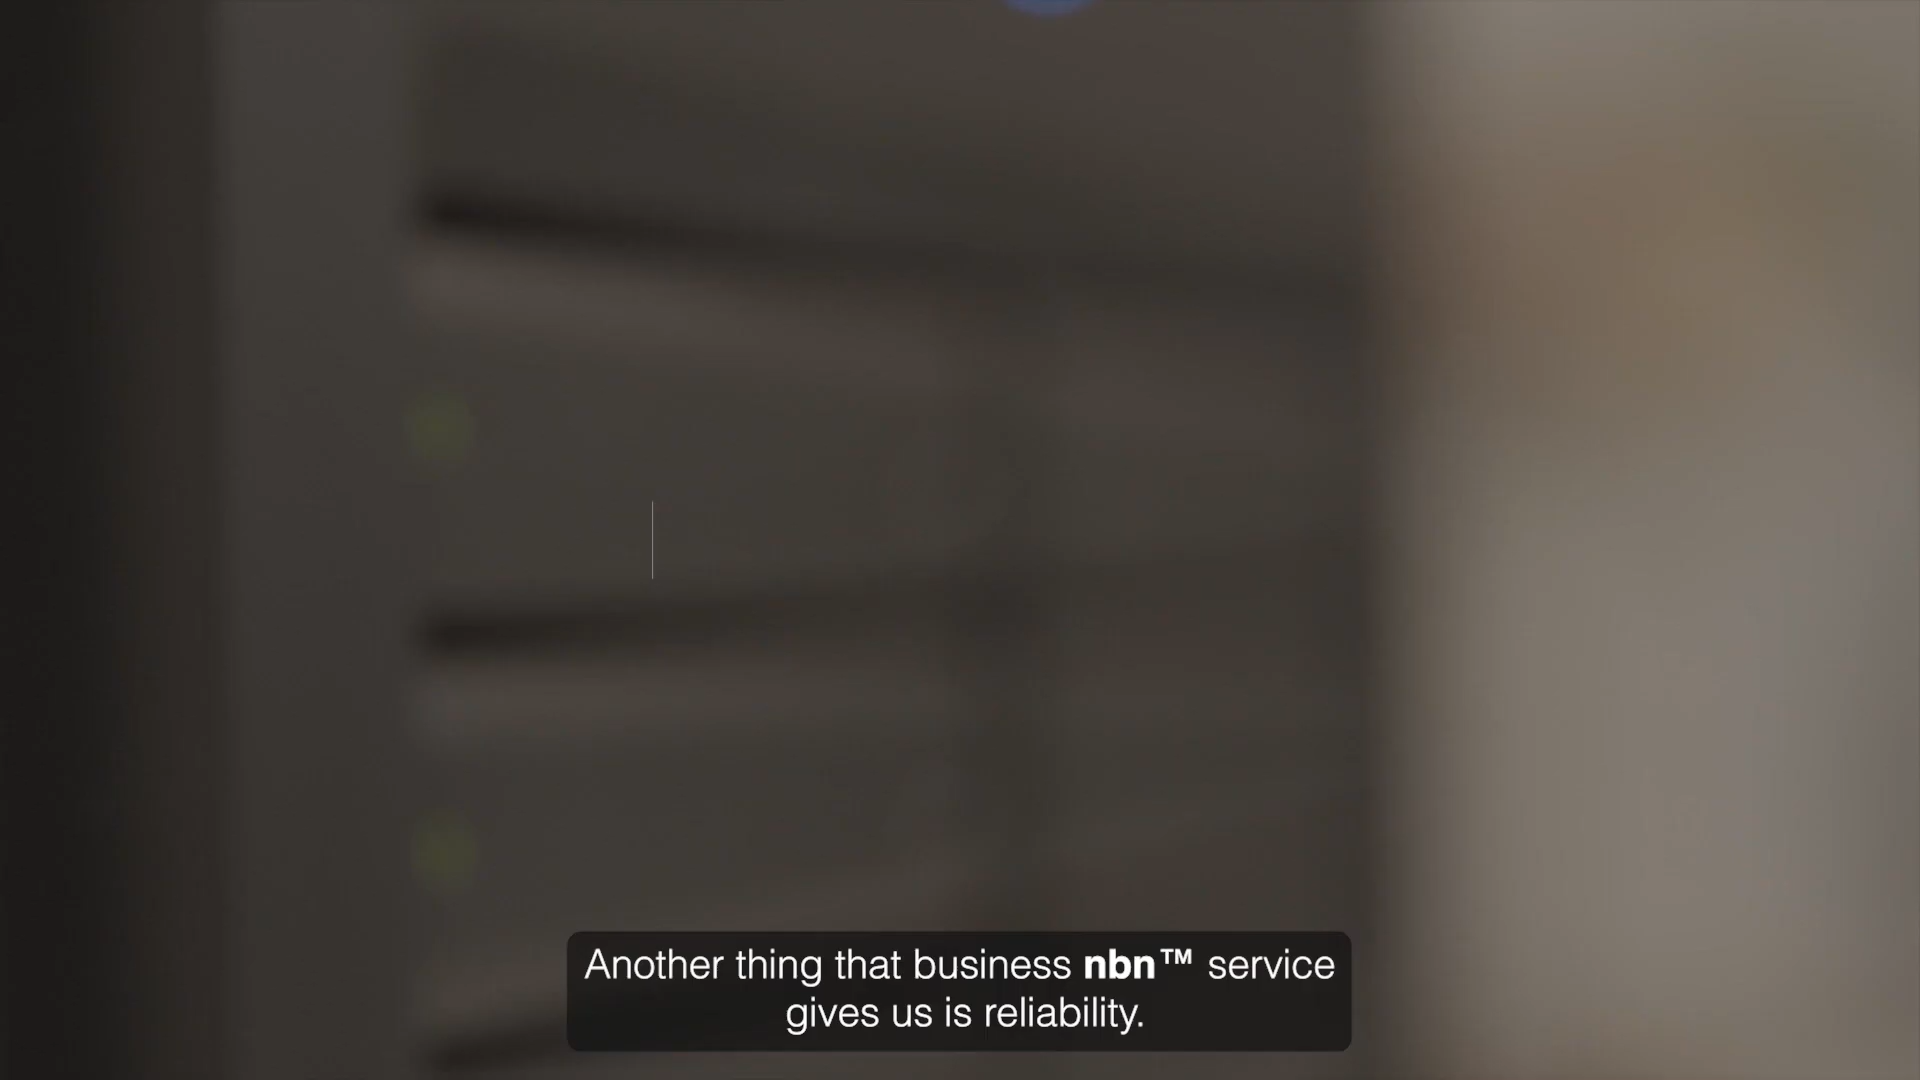 Another thing that business nbn™ service
gives us is reliability.